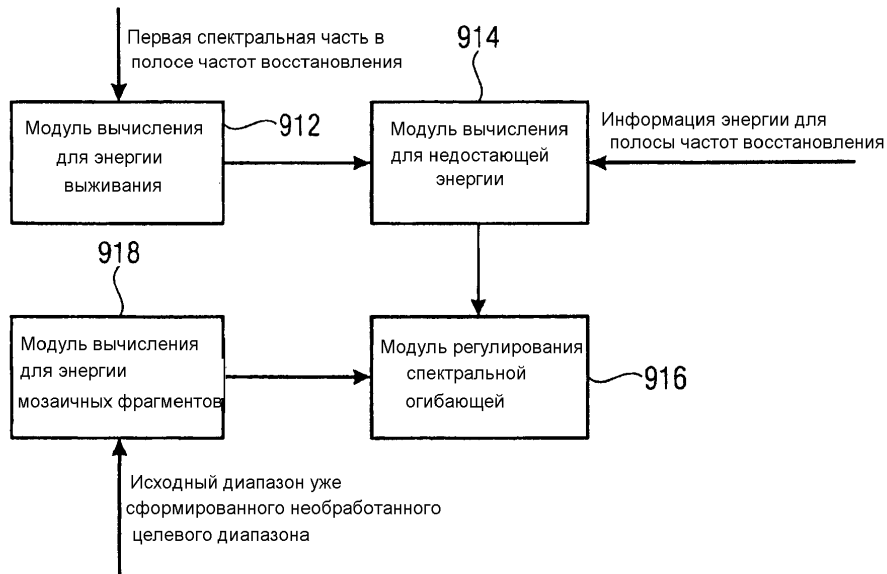 Первая спектральная часть в
полосе частот восстановления
914
Модуль вычисления
для энергии
выживания
912
Модуль вычисления
для недостающей
энергии
Информация энергии для
полосы частот восстановления
918
Модуль вычисления
для энергии
мозаичных фрагментов
Модуль регулирования
спектральной
огибающей
916
Исходный диапазон уже
сформированного необработанного
целевого диапазона